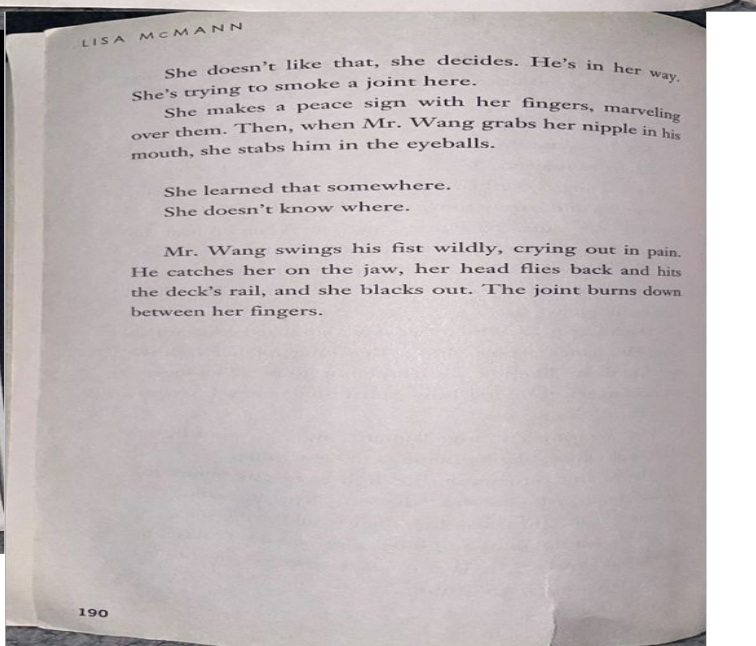 LISA McMANN
She doesn't like that, she decides. He's in her way.
She's trying to smoke a joint here.
She makes a peace sign with her fingers, marveling
over them. Then, when Mr. Wang grabs her nipple in his
mouth, she stabs him in the eyeballs.
She learned that somewhere.
She doesn't know where.
Mr. Wang swings his fist wildly, crying out in pain.
He catches her on the jaw, her head flies back and hits
the deck's rail, and she blacks out. The joint burns down
between her fingers.
190